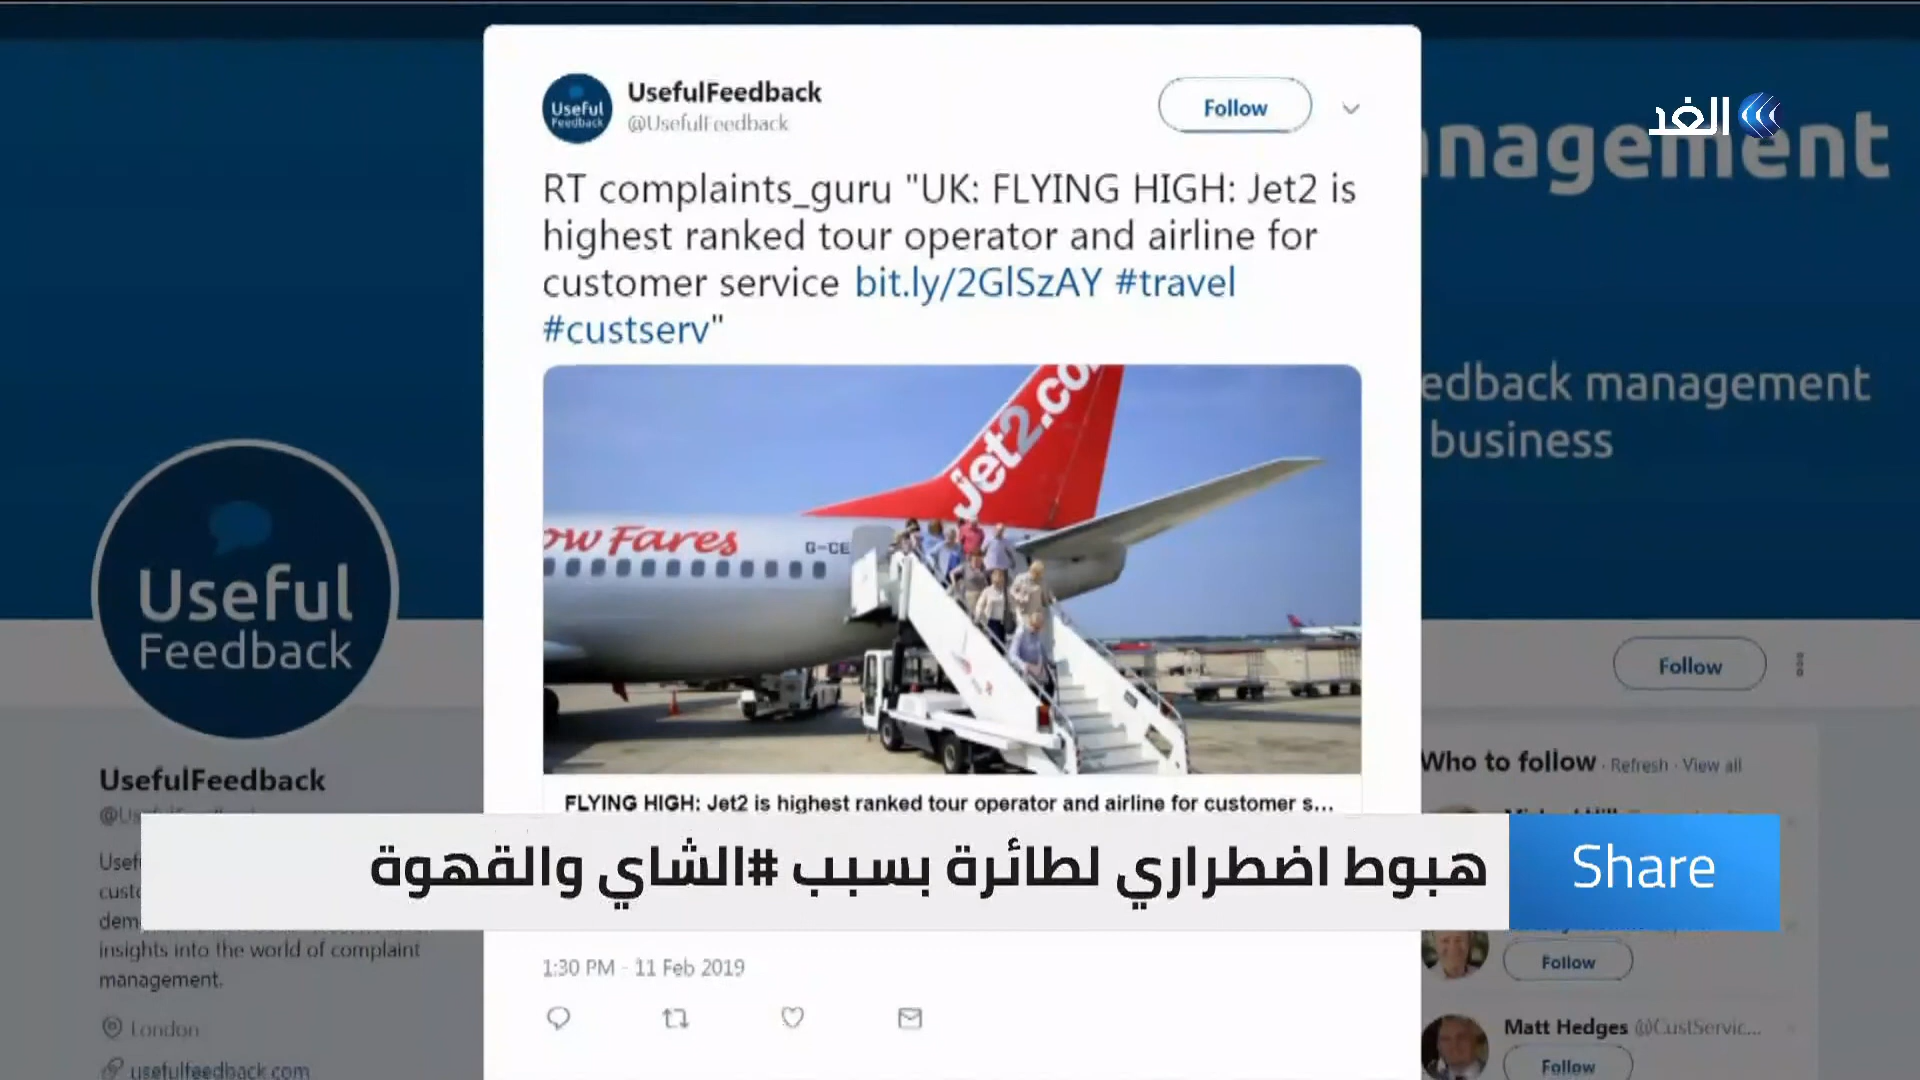 UsefulFeedback
@UsefulFeedback
Follow
RT complaints_guru "UK: FLYING HIGH: Jet2 is
highest ranked tour operator and airline for
customer service bit.ly/2GlSzAY #travel
#custserv"
jet2.co
ow Fares
G-CE
FLYING HIGH: Jet2 is highest ranked tour operator and airline for customer s...
1:30 PM - 11 Feb 2019
الغد
nagement
edback management
business
Useful
Feedback
Useful
Feedback
UsefulFeedback
insights into the world of complaint
management.
London
usefulfeedback.com
Follow
Who to follow · Refresh · View all
Follow
Matt Hedges @CustServic...
Follow
هبوط اضطراري لطائرة بسبب #الشاي والقهوة
Share